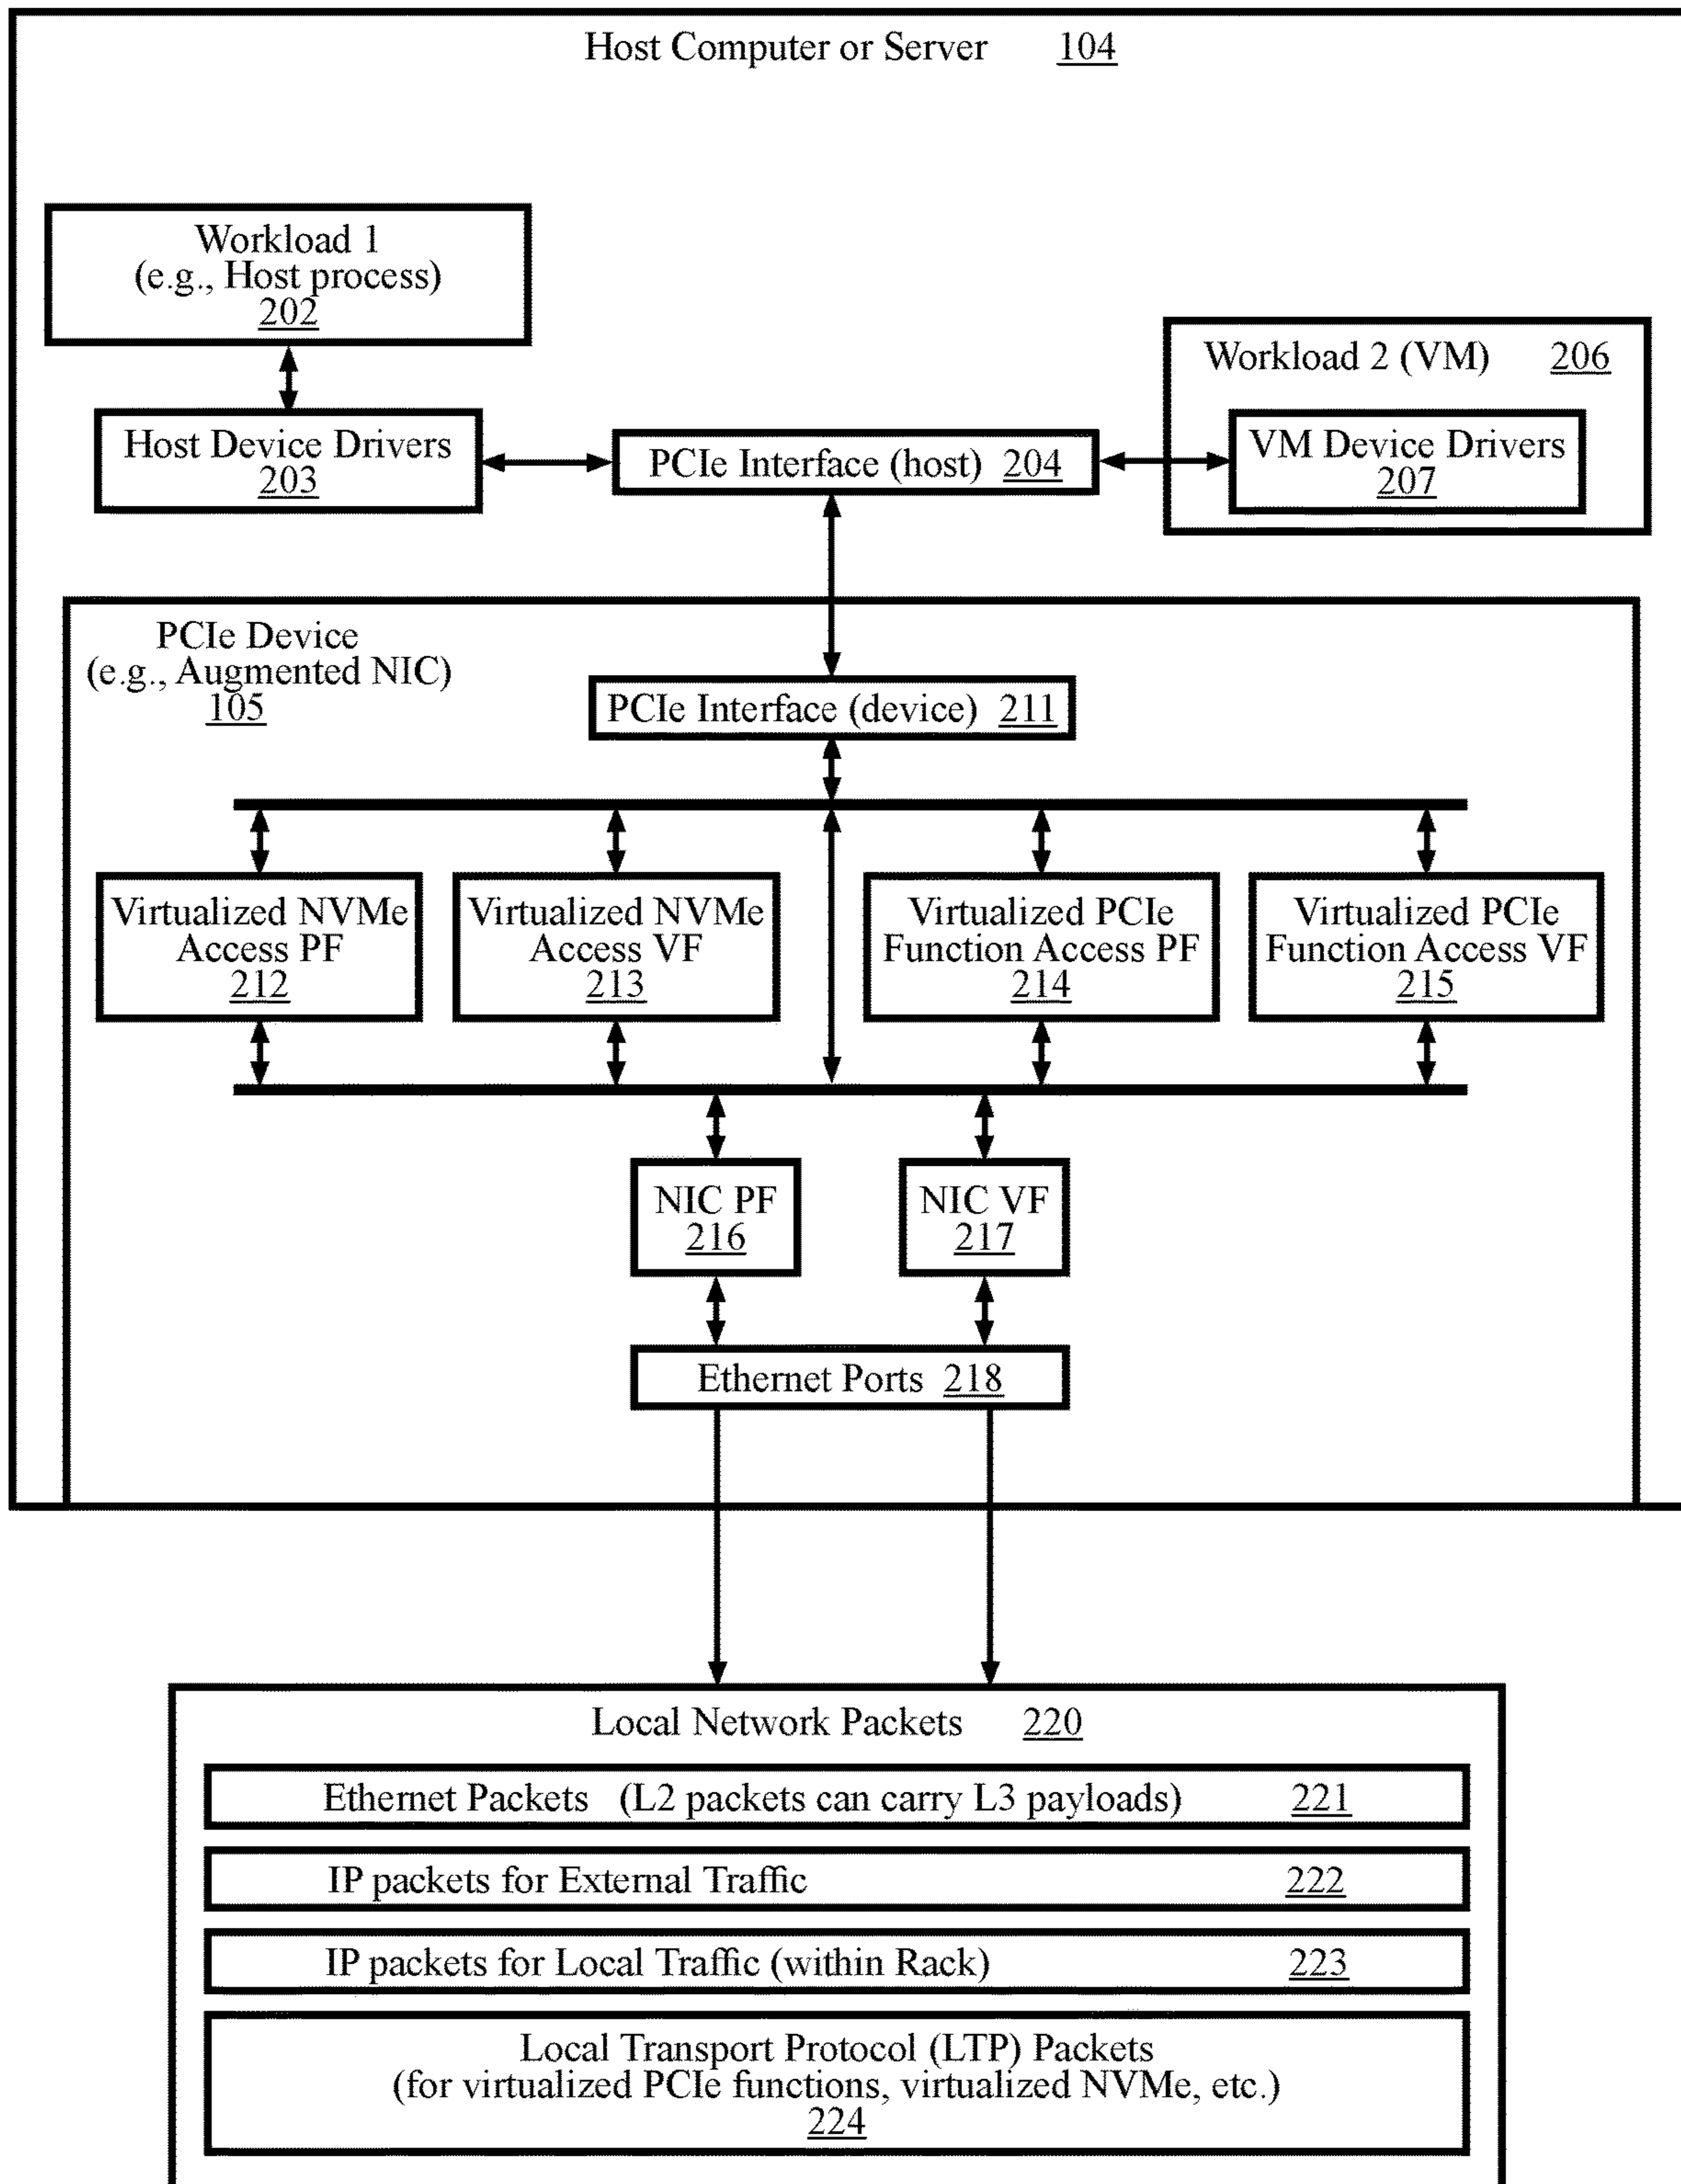 Host Computer or Server 104
Workload 1
(e.g., Host process)
202
Workload 2 (VM) 206
Host Device Drivers
203
PCIe Interface (host) 204
VM Device Drivers
207
PCIe Device
(e.g., Augmented NIC)
105
PCIe Interface (device) 211
Virtualized NVMe
Access PF
212
Virtualized NVMe
Access VF
213
Virtualized PCIe
Function Access PF
214
Virtualized PCIe
Function Access VF
215
NIC PF
216
NIC VF
217
Ethernet Ports 218
Local Network Packets 220
Ethernet Packets (L2 packets can carry L3 payloads) 221
IP packets for External Traffic 222
IP packets for Local Traffic (within Rack) 223
Local Transport Protocol (LTP) Packets
(for virtualized PCIe functions, virtualized NVMe, etc.)
224